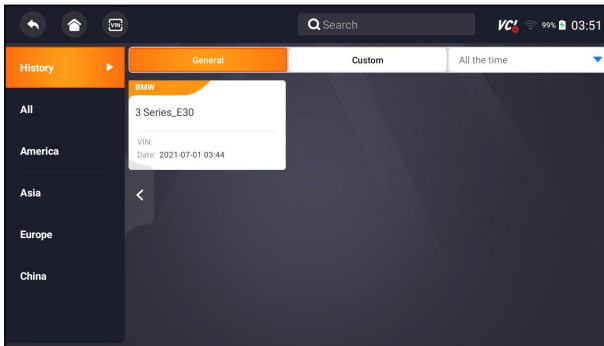 VIN
Search
VCI
99%
03:51
History
General
Custom
All the time
BMW
3 Series_E30
VIN:
Date: 2021-07-01 03:44
All
America
Asia
Europe
China